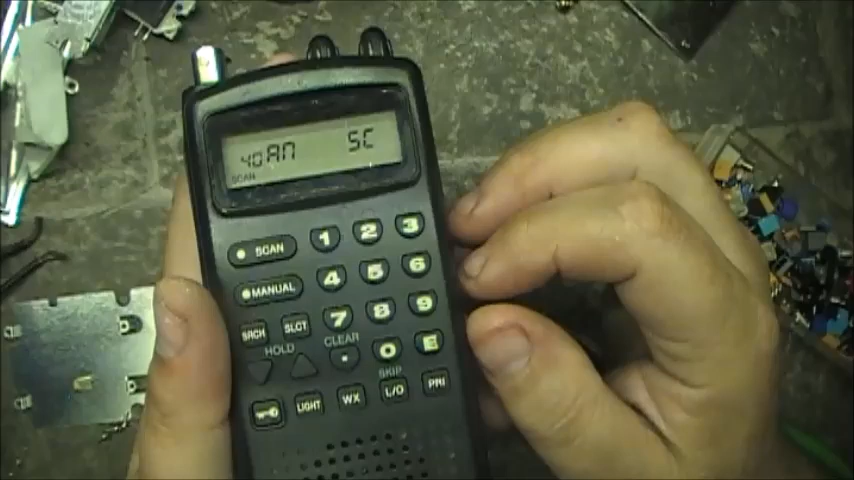 40An SC
SCAN
SCAN 1 2 3
MANUAL 4 5 6
SRCH SLCT 7 8 9
HOLD CLEAR . 0 E
SKIP
LIGHT WX L/O PRI